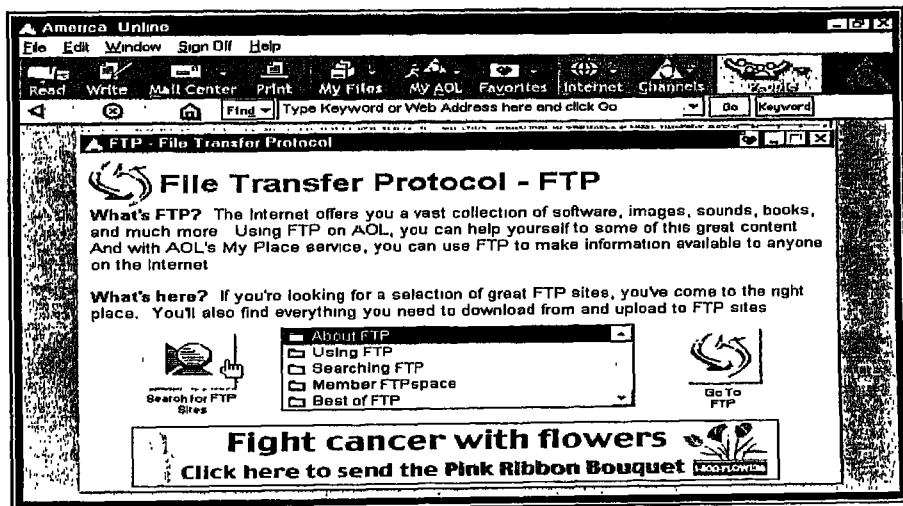 America Online
File Edit Window Sign Off Help
Read Write Mail Center Print My Files My AOL Favorites Internet Channels People
Find Type Keyword or Web Address here and click Go Go Keyword
FTP - File Transfer Protocol
File Transfer Protocol - FTP
What's FTP? The Internet offers you a vast collection of software, images, sounds, books,
and much more Using FTP on AOL, you can help yourself to some of this great content
And with AOL's My Place service, you can use FTP to make information available to anyone
on the Internet
What's here? If you're looking for a selection of great FTP sites, you've come to the right
place. You'll also find everything you need to download from and upload to FTP sites
About FTP
Using FTP
Searching FTP
Member FTPspace
Best of FTP
Search for FTP
Sites
Go To
FTP
Fight cancer with flowers
Click here to send the Pink Ribbon Bouquet